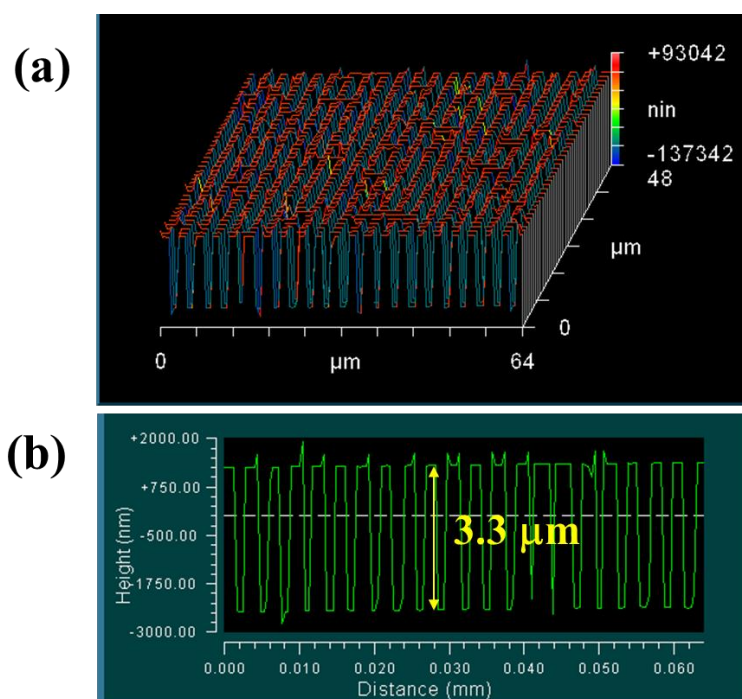 (a)
+93042
nin
-137342
48
µm
0
0
µm
64
(b)
+2000.00
+750.00
-500.00
-1750.00
-3000.00
Height (nm)
3.3 µm
0.000
0.010
0.020
0.030
0.040
0.050
0.060
Distance (mm)